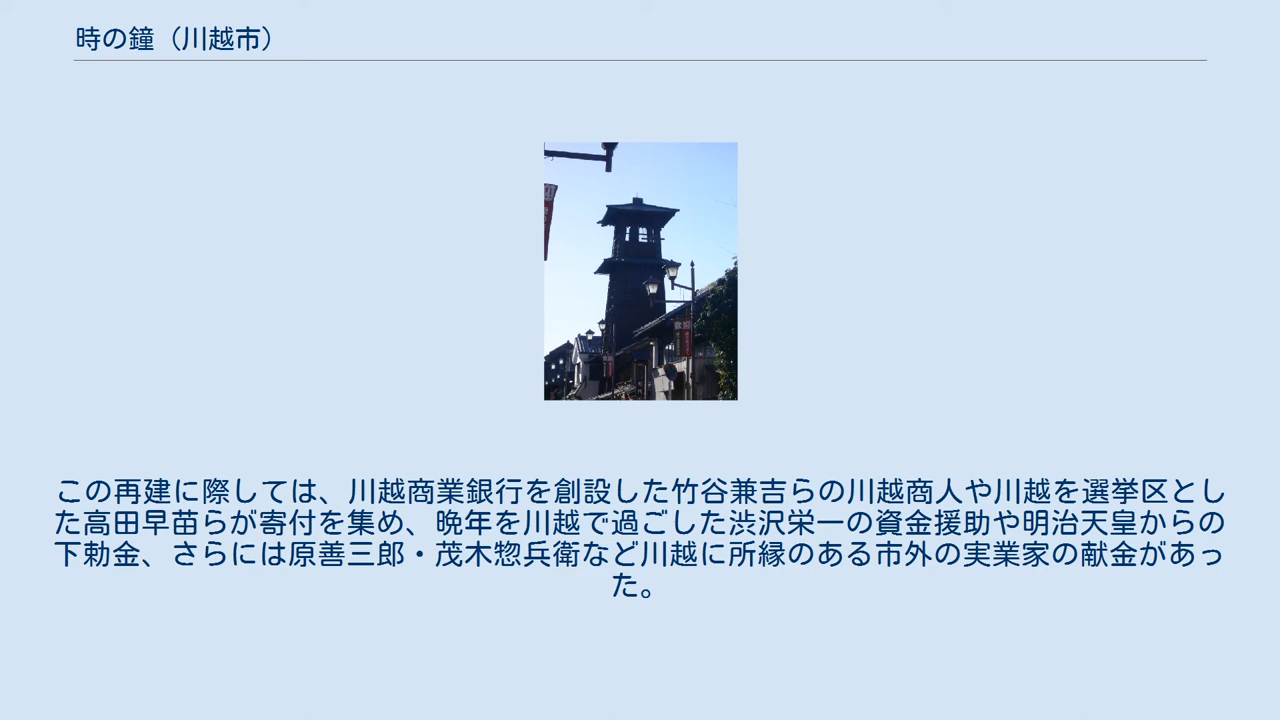 時の鐘（川越市）
この再建に際しては、川越商業銀行を創設した竹谷兼吉らの川越商人や川越を選挙区とし
た高田早苗らが寄付を集め、晩年を川越で過ごした渋沢栄一の資金援助や明治天皇からの
下勅金、さらには原善三郎・茂木惣兵衛など川越に所縁のある市外の実業家の献金があっ
た。